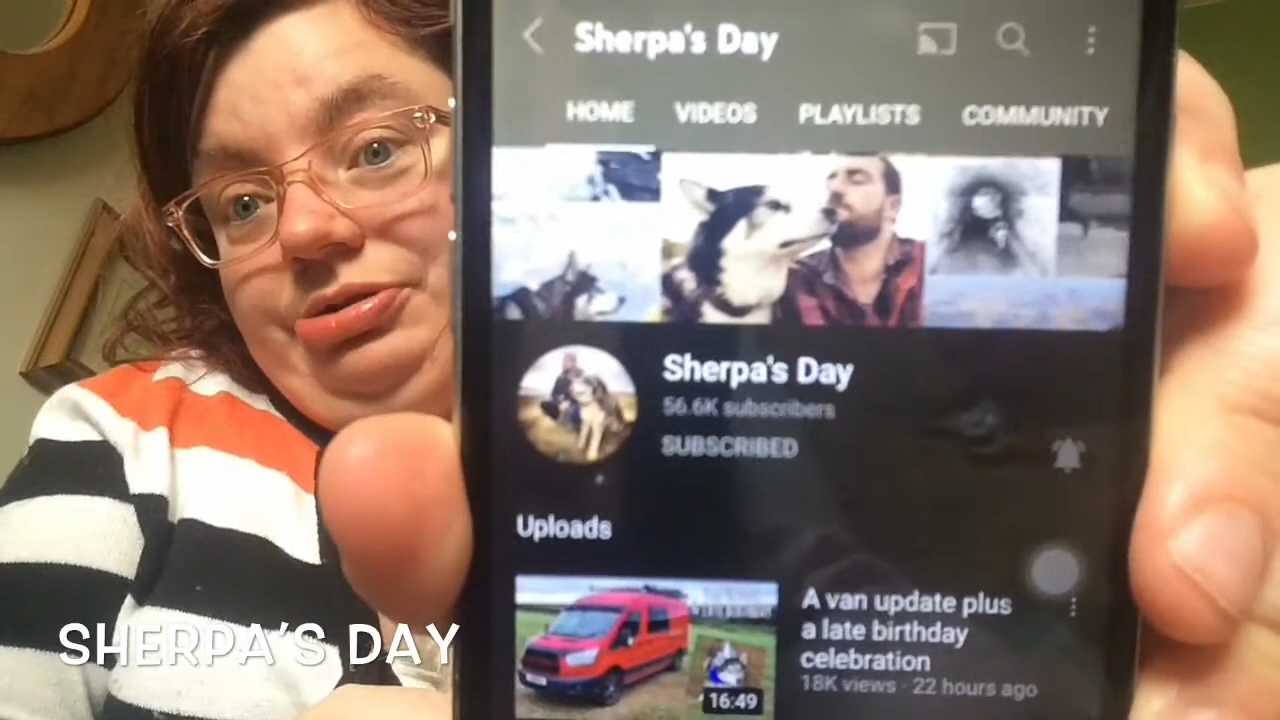 Sherpa's Day
HOME VIDEOS PLAYLISTS COMMUNITY
Sherpa's Day
56.6K subscribers
SUBSCRIBED
Uploads
A van update plus
a late birthday
celebration
18K views · 22 hours ago
16:49
SHERPA'S DAY